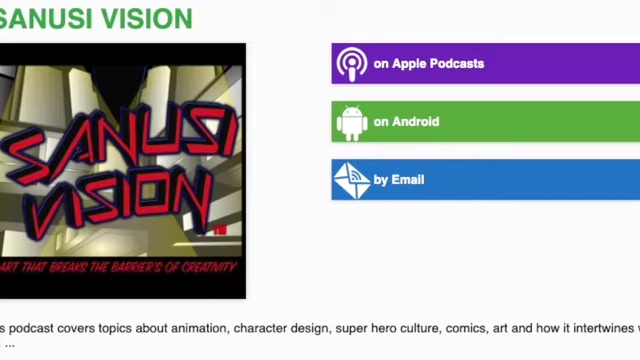 SANUSI VISION
on Apple Podcasts
on Android
by Email
SANUSI
VISION
TM
ART THAT BREAKS THE BARRIER'S OF CREATIVITY
podcast covers topics about animation, character design, super hero culture, comics, art and how it intertwines
...